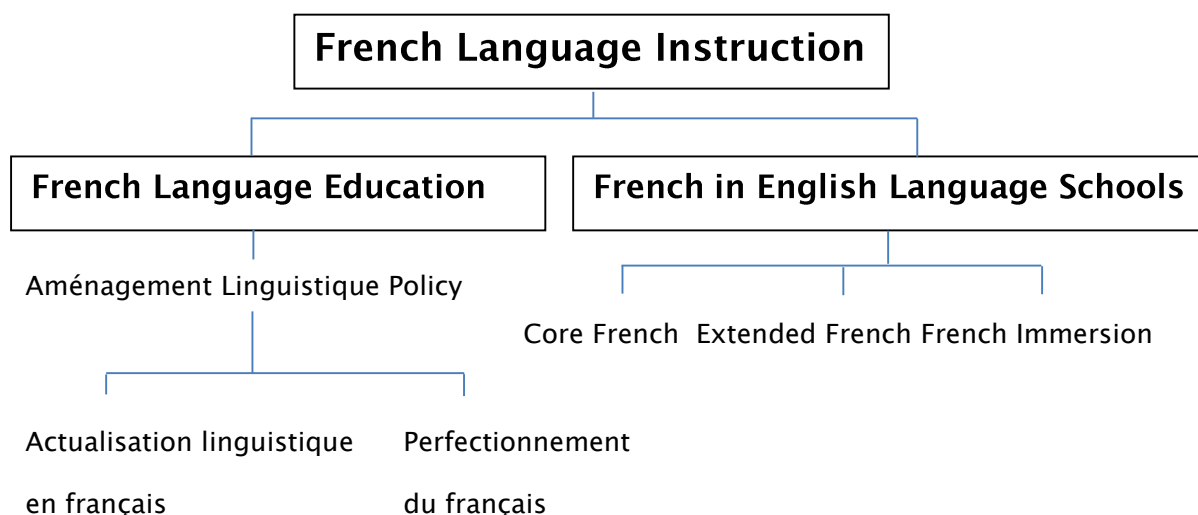 French Language Instruction
French Language Education
French in English Language Schools
Aménagement Linguistique Policy
Core French Extended French French Immersion
Actualisation linguistique
en français
Perfectionnement
du français